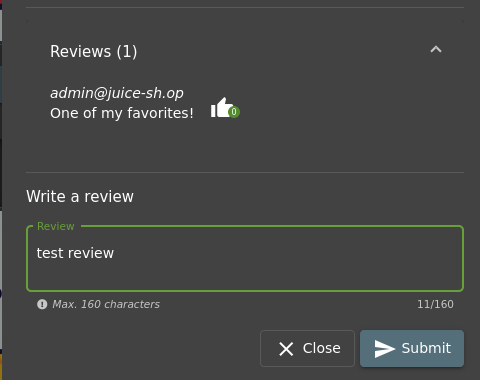 Reviews (1)
admin@juice-sh.op
One of my favorites! 0
Write a review
Review
test review
Max. 160 characters 11/160
Close Submit